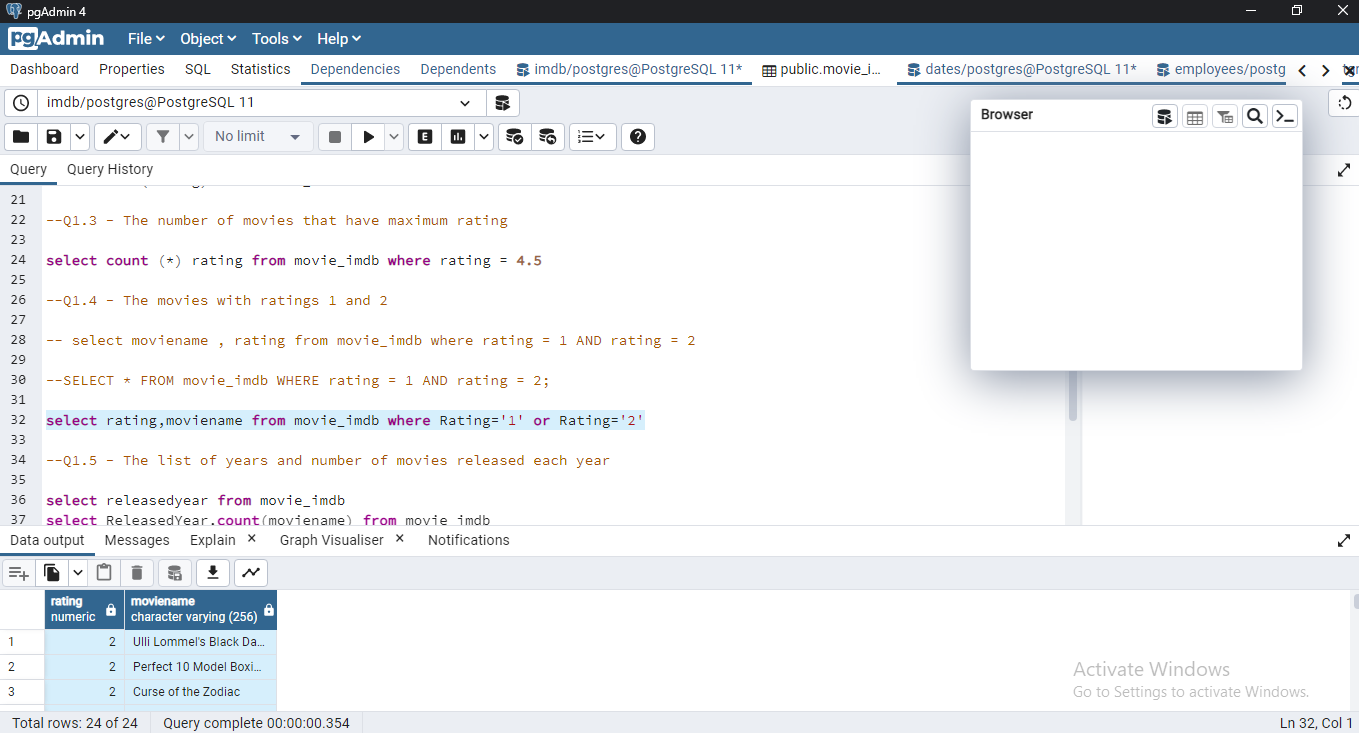 pgAdmin 4
pgAdmin File Object Tools Help
Dashboard Properties SQL Statistics Dependencies Dependents imdb/postgres@PostgreSQL 11* public.movie_i... dates/postgres@PostgreSQL 11* employees/postg
imdb/postgres@PostgreSQL 11
Browser
No limit E
Query Query History
21
22 --Q1.3 - The number of movies that have maximum rating
23
24 select count (*) rating from movie_imdb where rating = 4.5
25
26 --Q1.4 - The movies with ratings 1 and 2
27
28 -- select moviename , rating from movie_imdb where rating = 1 AND rating = 2
29
30 --SELECT * FROM movie_imdb WHERE rating = 1 AND rating = 2;
31
32 select rating,moviename from movie_imdb where Rating='1' or Rating='2'
33
34 --Q1.5 - The list of years and number of movies released each year
35
36 select releasedyear from movie_imdb
37 select ReleasedYear,count(moviename) from movie_imdb
Data output Messages Explain Graph Visualiser Notifications
rating moviename
numeric character varying (256)
1 2 Ulli Lommel's Black Da...
2 2 Perfect 10 Model Boxi...
3 2 Curse of the Zodiac
Activate Windows
Go to Settings to activate Windows.
Total rows: 24 of 24 Query complete 00:00:00.354 Ln 32, Col 1